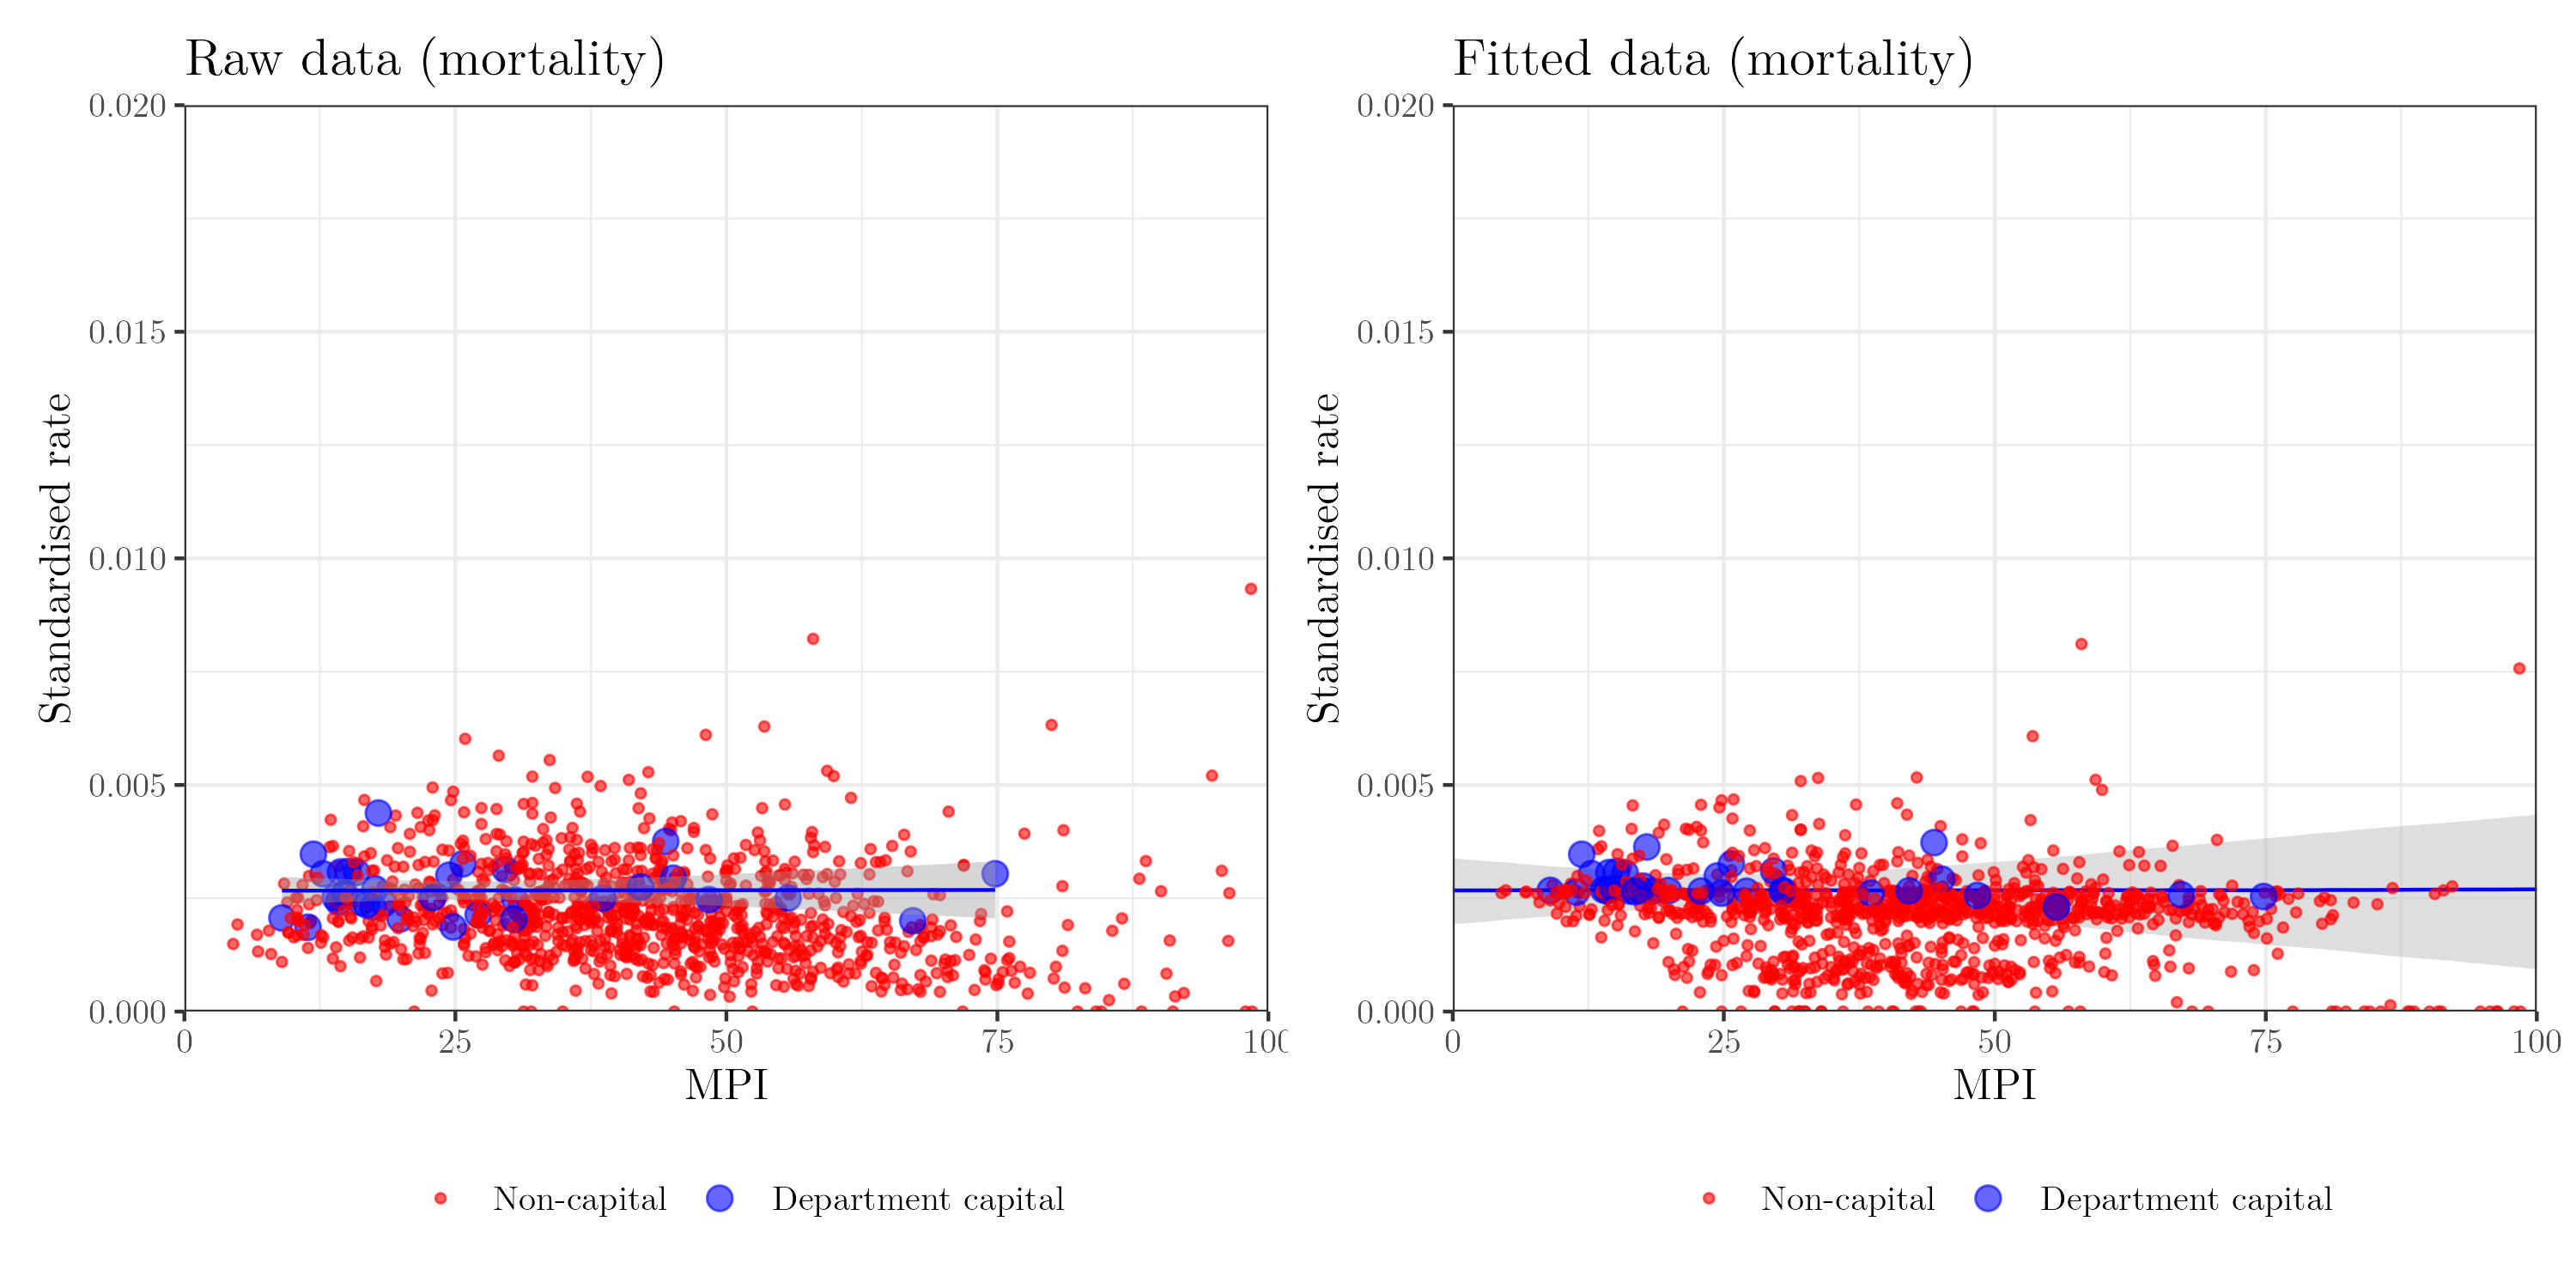 Raw data (mortality)
0.020
0.015
0.010
0.005
0.000
Standardised rate
0 25 50 75 100
MPI
Non-capital Department capital
Fitted data (mortality)
0.020
0.015
0.010
0.005
0.000
Standardised rate
0 25 50 75 100
MPI
Non-capital Department capital